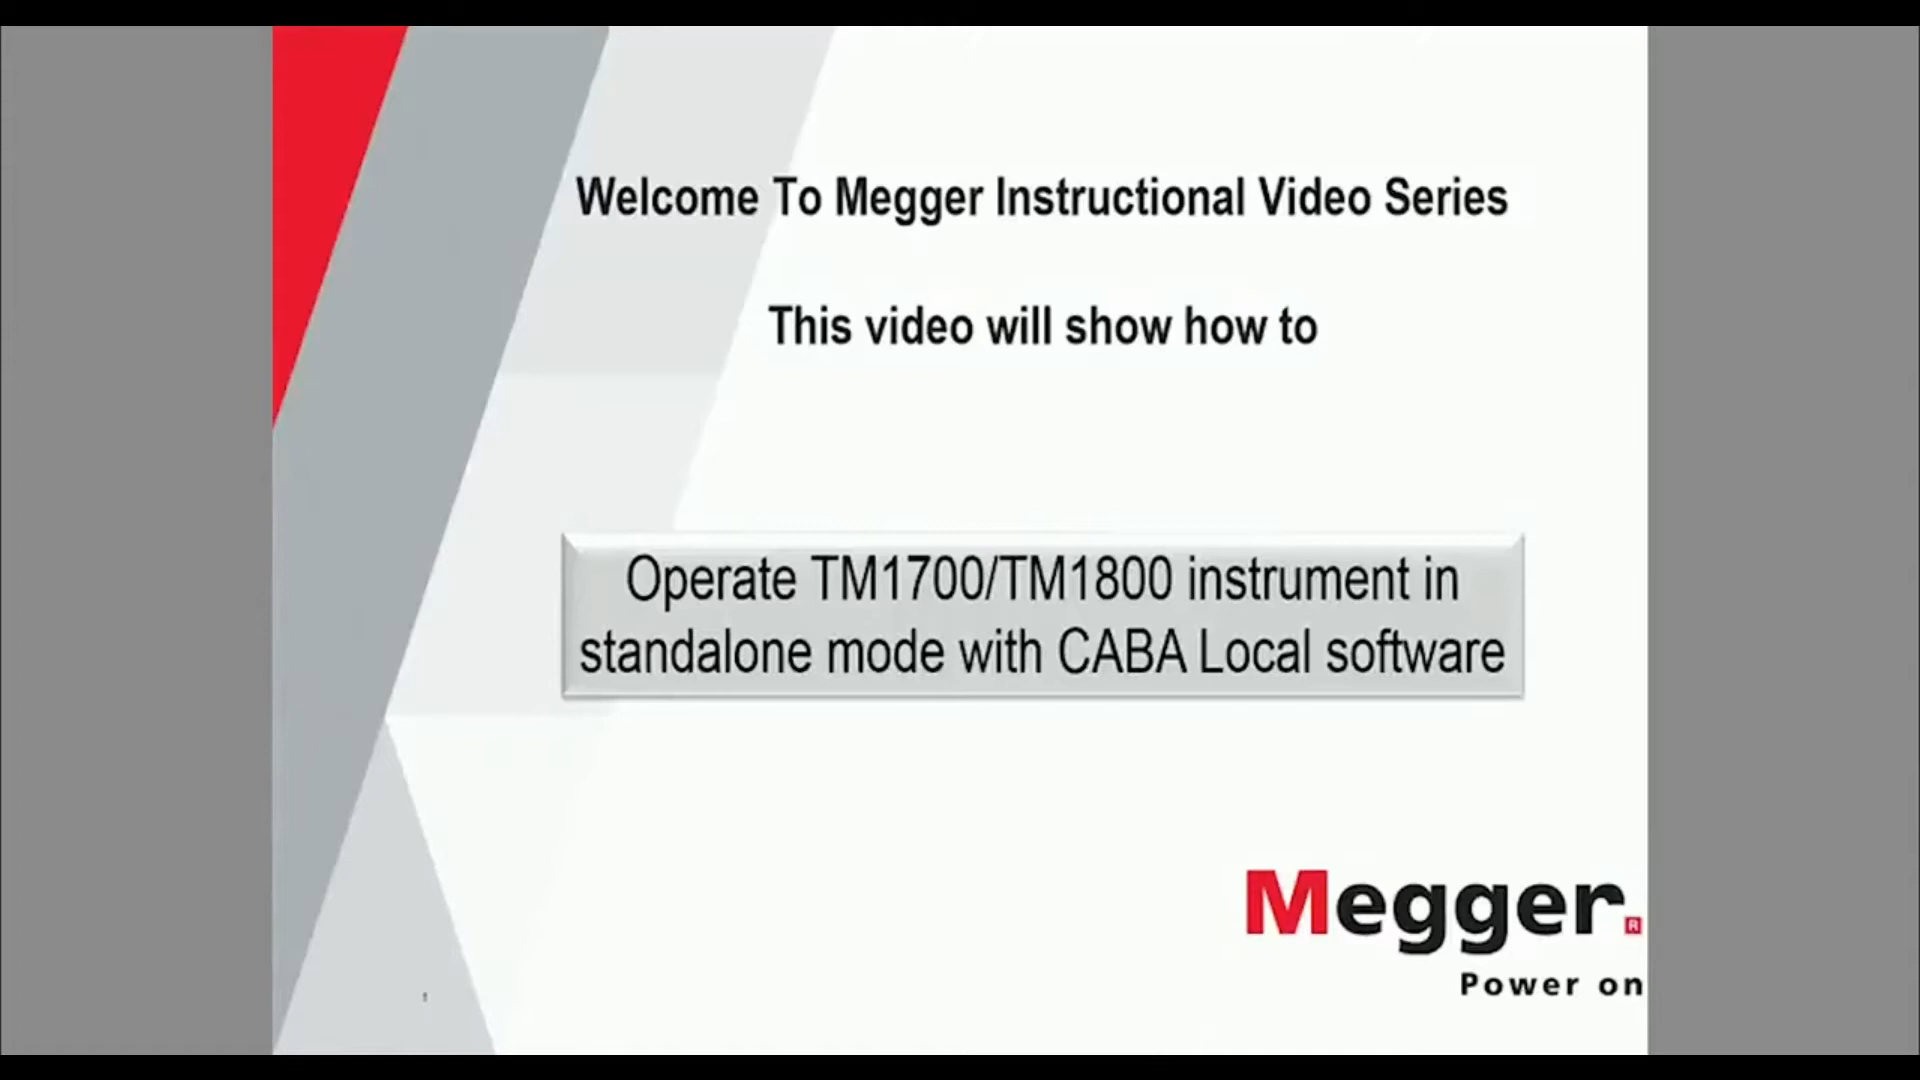 Welcome To Megger Instructional Video Series
This video will show how to
Operate TM1700/TM1800 instrument in
standalone mode with CABA Local software
Megger.
R
Power on
1